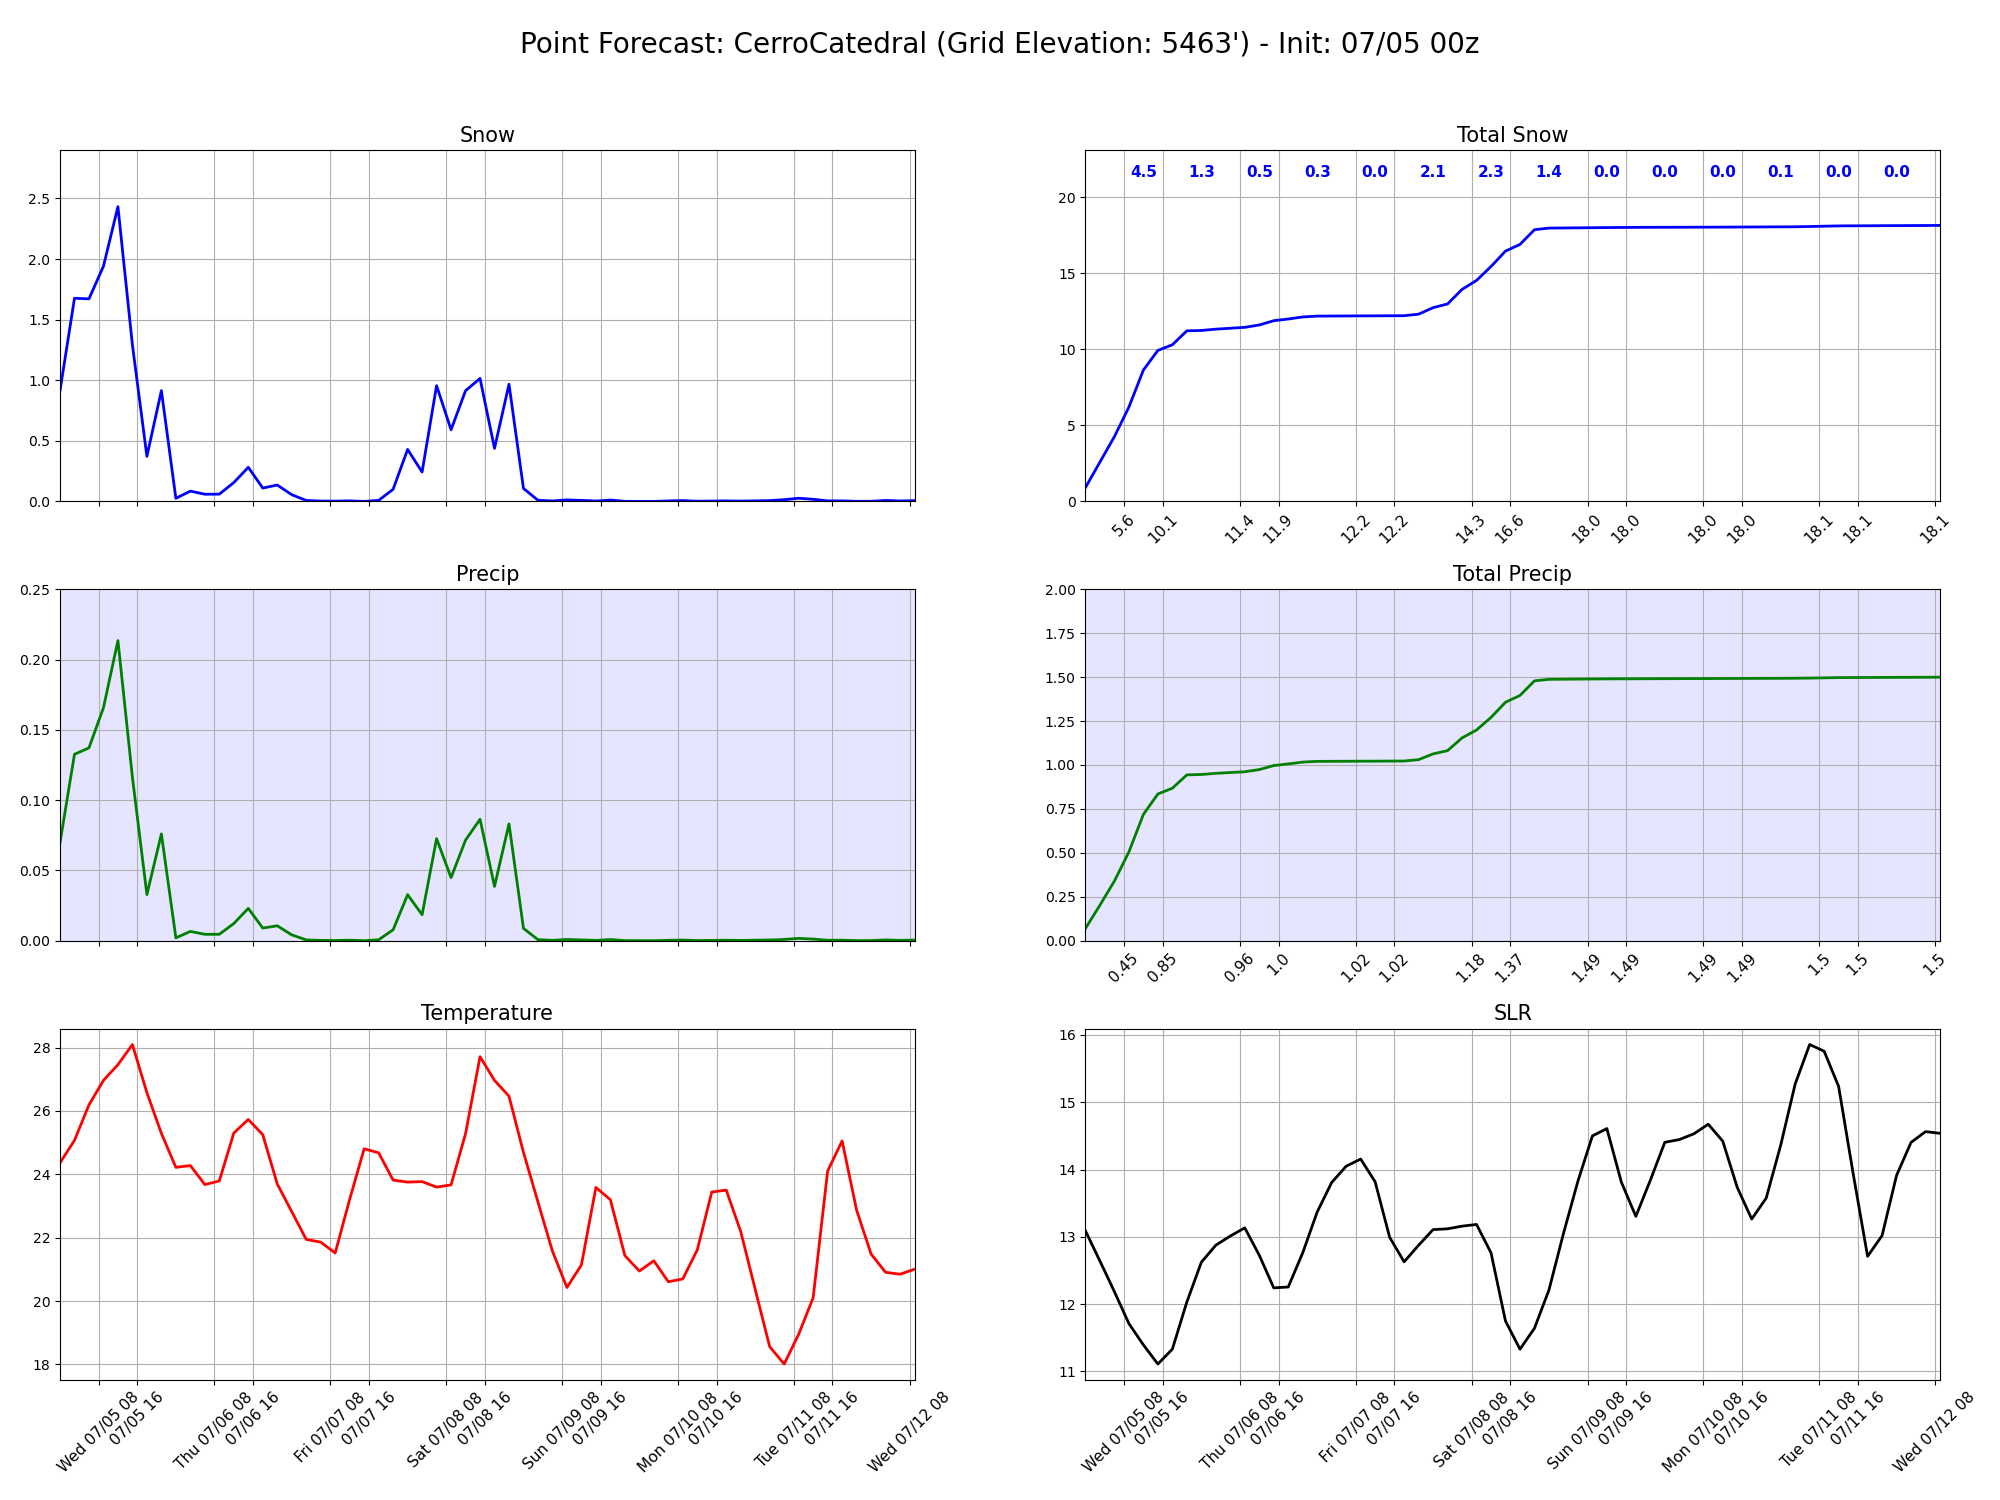 Point Forecast: CerroCatedral (Grid Elevation: 5463') - Init: 07/05 00z
Snow
2.5
2.0
1.5
1.0
0.5
0.0
Total Snow
4.5 1.3 0.5 0.3 0.0 2.1 2.3 1.4 0.0 0.0 0.0 0.1 0.0 0.0
20
15
10
5
0
5.6 10.1 11.4 11.9 12.2 12.2 14.3 16.6 18.0 18.0 18.0 18.0 18.1 18.1 18.1
Precip
0.25
0.20
0.15
0.10
0.05
0.00
Total Precip
2.00
1.75
1.50
1.25
1.00
0.75
0.50
0.25
0.00
0.45 0.85 0.96 1.0 1.02 1.02 1.18 1.37 1.49 1.49 1.49 1.49 1.5 1.5 1.5
Temperature
28
26
24
22
20
18
Wed 07/05 08
07/05 16
Thu 07/06 08
07/06 16
Fri 07/07 08
07/07 16
Sat 07/08 08
07/08 16
Sun 07/09 08
07/09 16
Mon 07/10 08
07/10 16
Tue 07/11 08
07/11 16
Wed 07/12 08
SLR
16
15
14
13
12
11
Wed 07/05 08
07/05 16
Thu 07/06 08
07/06 16
Fri 07/07 08
07/07 16
Sat 07/08 08
07/08 16
Sun 07/09 08
07/09 16
Mon 07/10 08
07/10 16
Tue 07/11 08
07/11 16
Wed 07/12 08